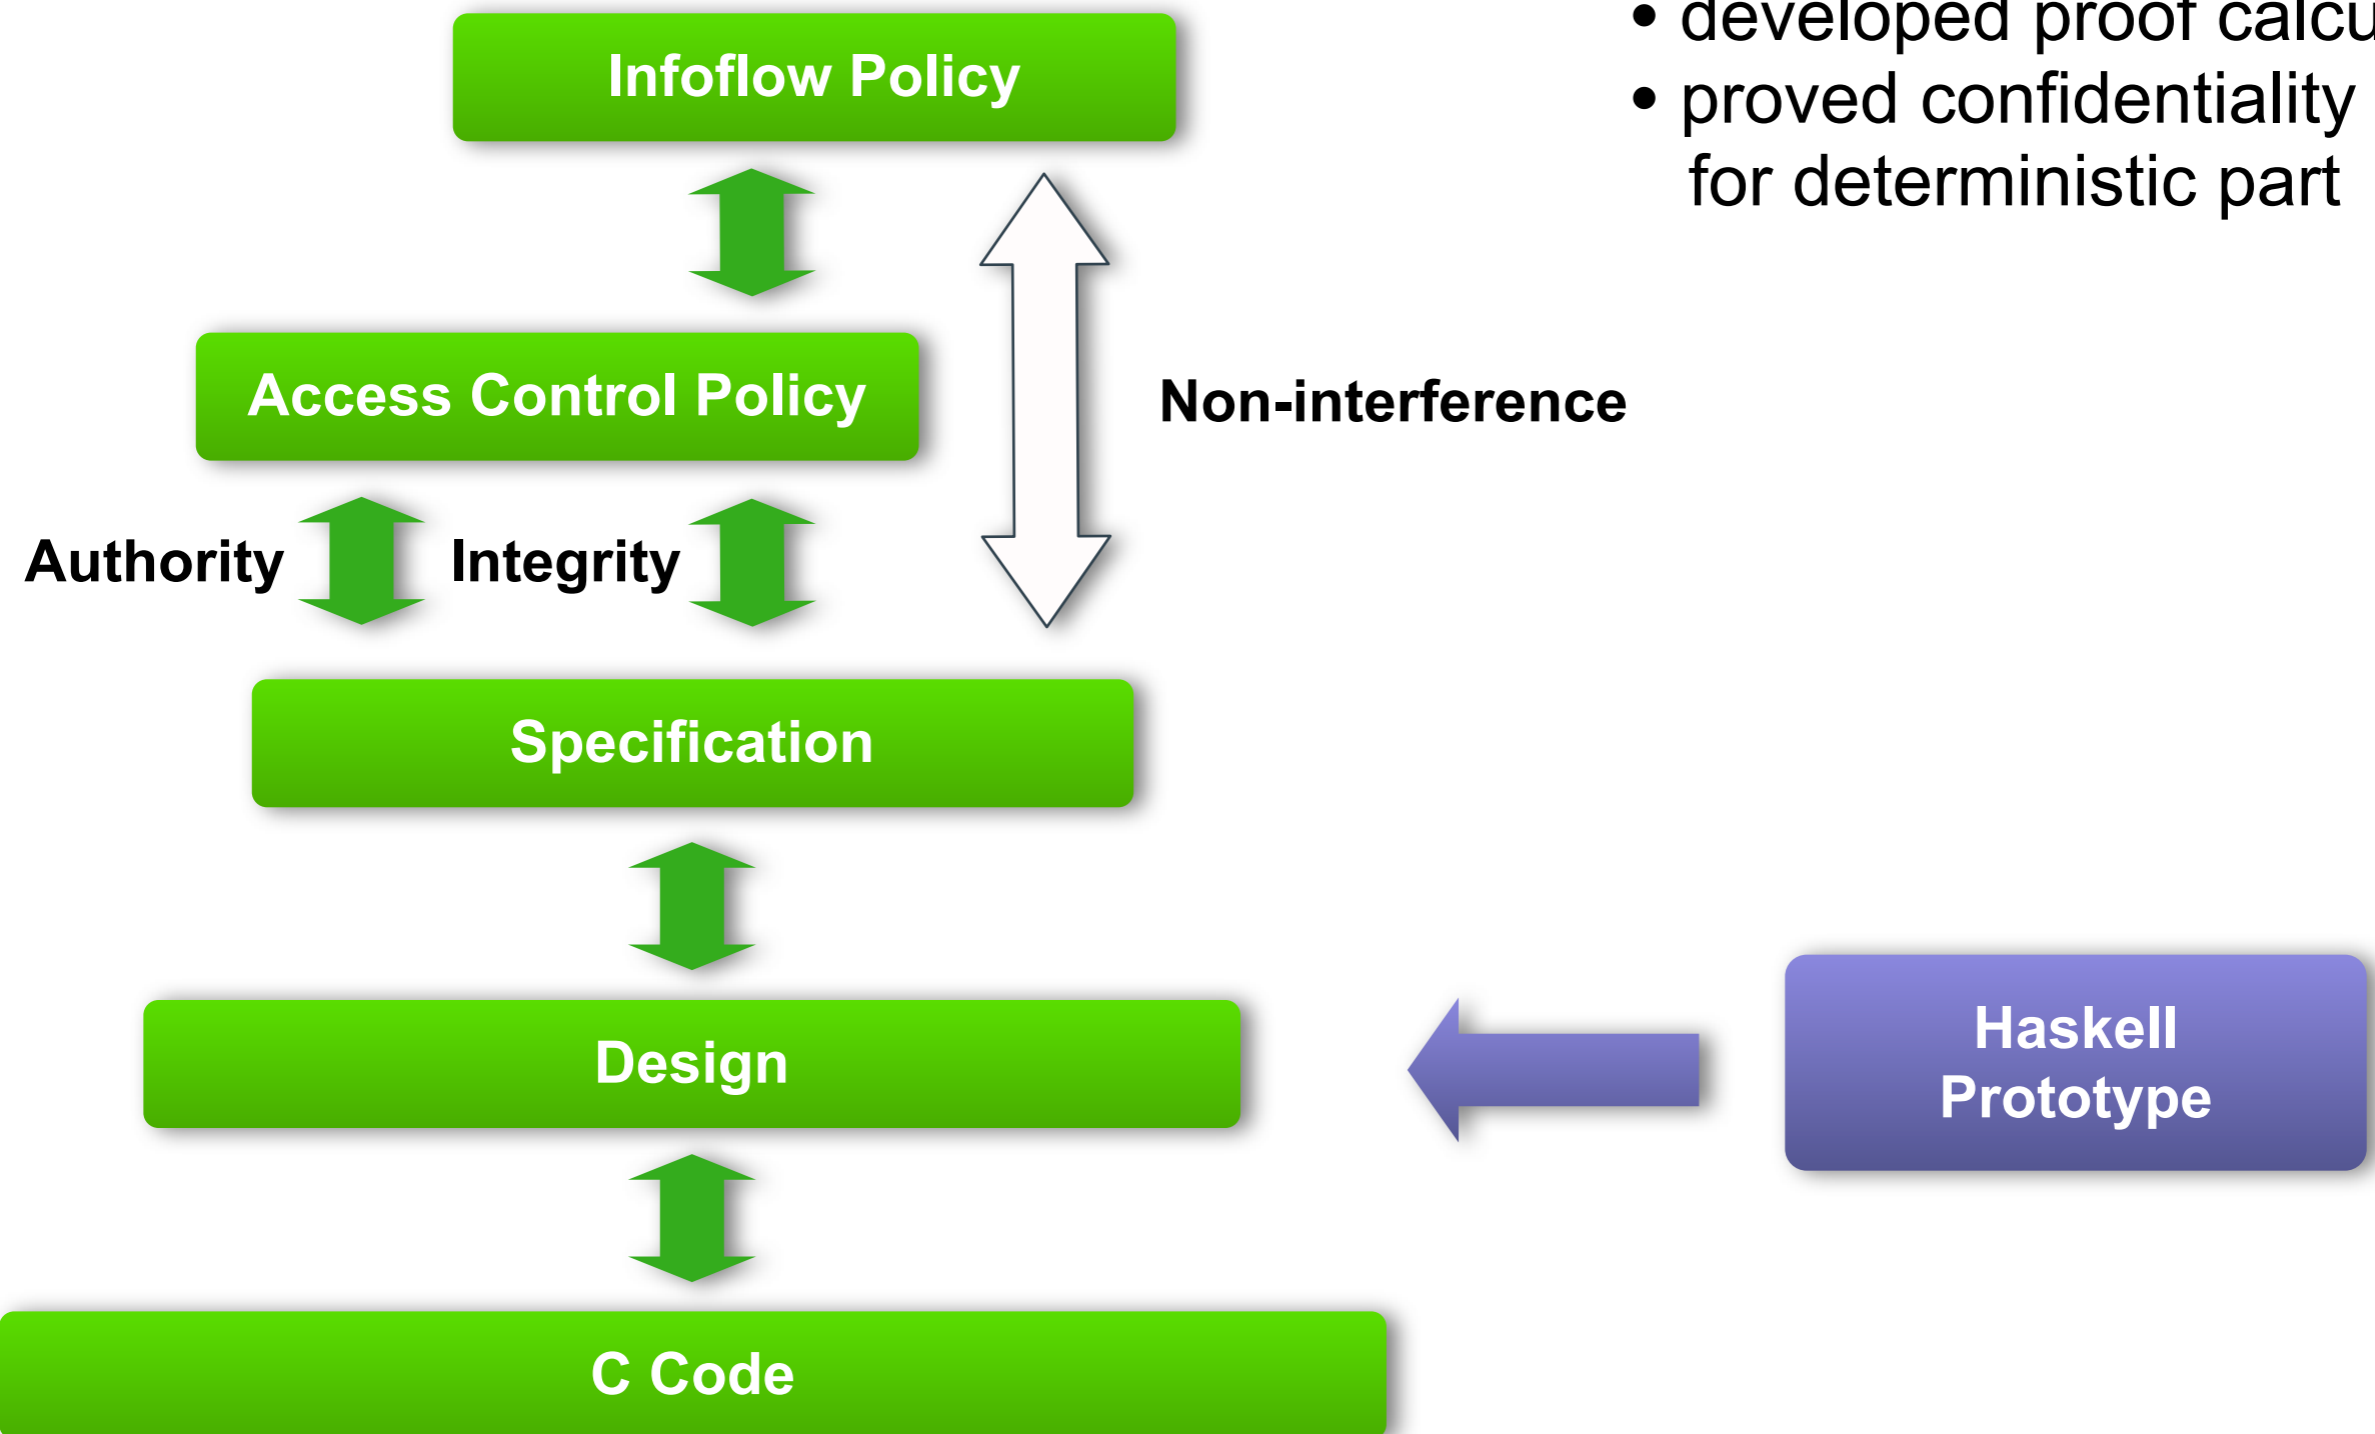 • developed proof
Infoflow Policy
• proved confidentiality
for deterministic part
Access Control Policy
Non-interference
Authority
Integrity
Specification
Design
Haskell
Prototype
C Code